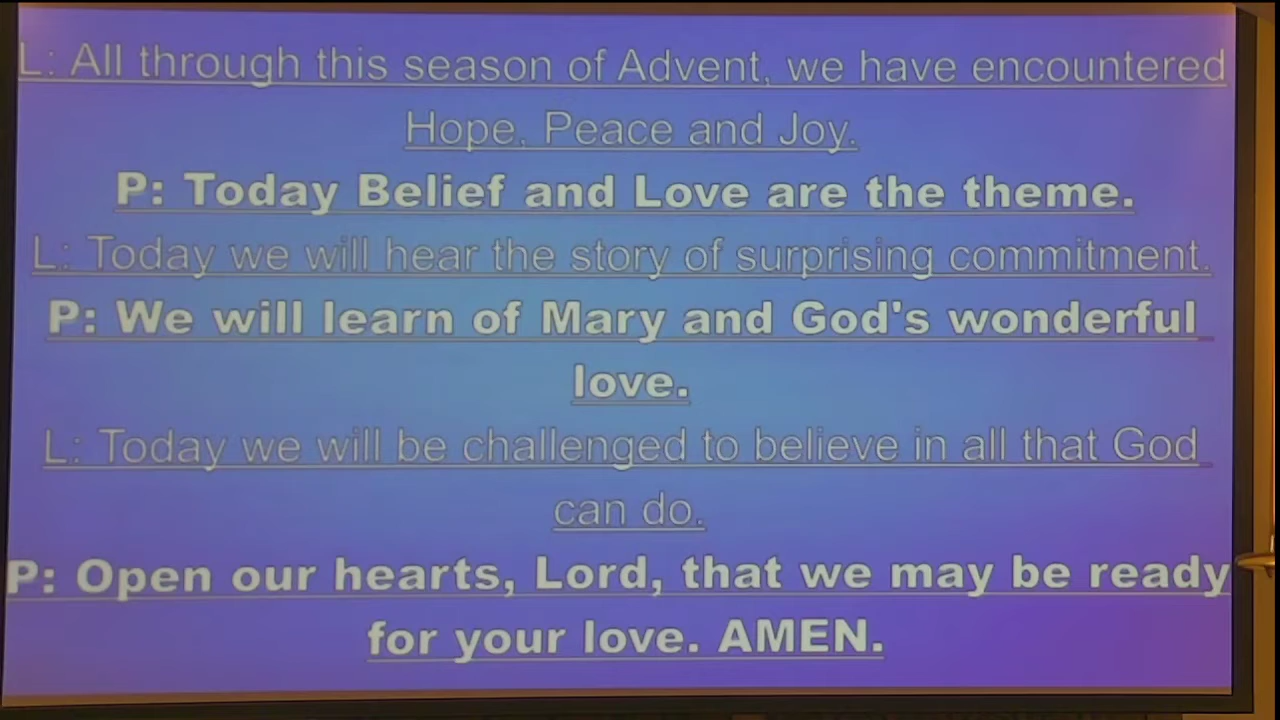 L: All through this season of Advent, we have encountered
Hope, Peace and Joy.
P: Today Belief and Love are the theme.
L: Today we will hear the story of surprising commitment.
P: We will learn of Mary and God's wonderful
love.
L: Today we will be challenged to believe in all that God
can do.
P: Open our hearts, Lord, that we may be ready
for your love. AMEN.